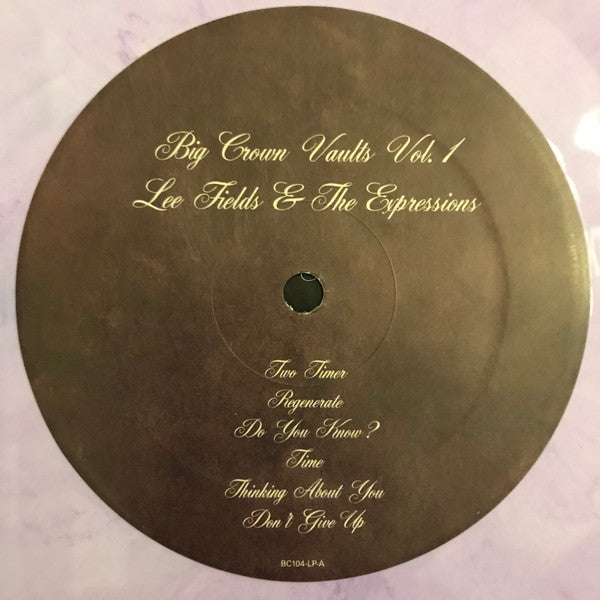 Big Crown Vaults Vol. 1
Lee Fields & The Expressions
Two Timer
Regenerate
Do You Know?
Time
Thinking About You
Don't Give Up
BC104-LP-A